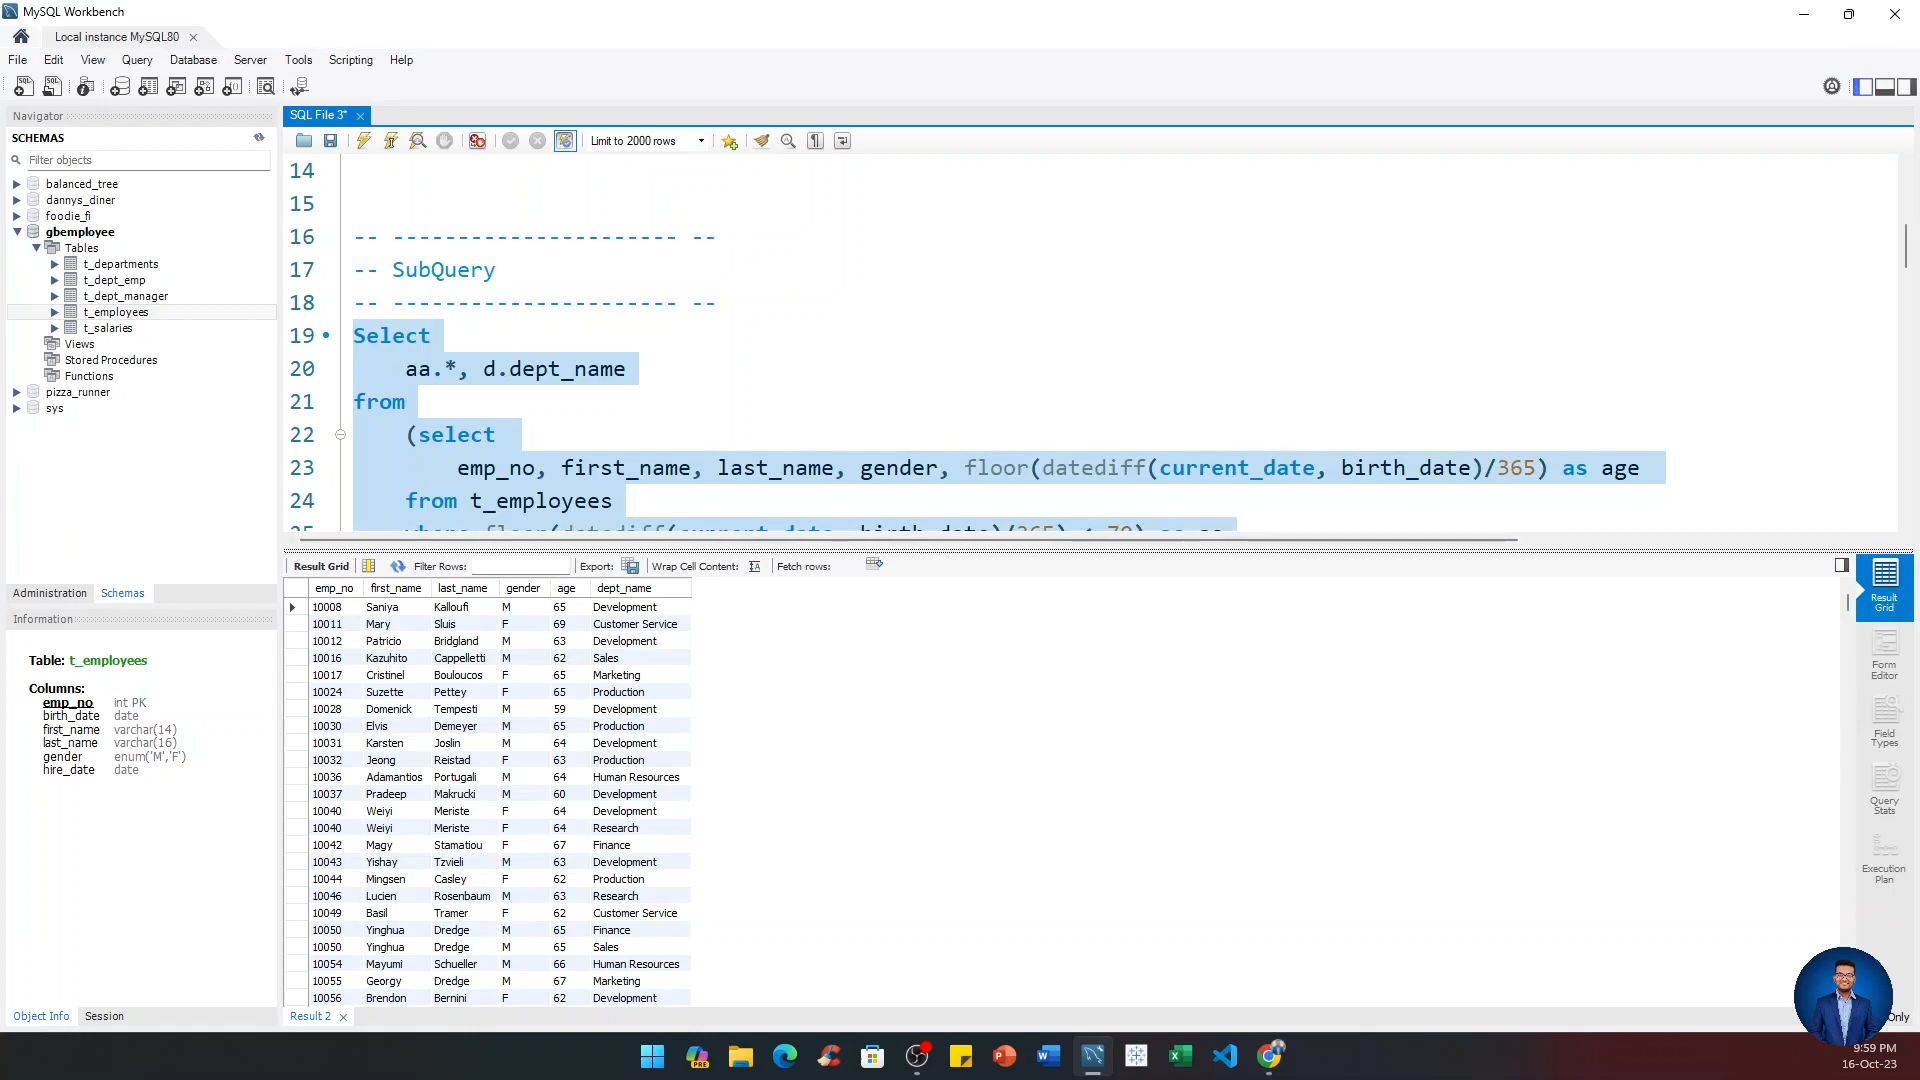 MySQL Workbench
Local instance MySQL80
File Edit View Query Database Server Tools Scripting Help
Navigator
SCHEMAS
Filter objects
balanced_tree
dannys_diner
foodie_fi
gbemployee
Tables
t_departments
t_dept_emp
t_dept_manager
t_employees
t_salaries
Views
Stored Procedures
Functions
pizza_runner
sys
Administration Schemas
Information
Table: t_employees
Columns:
emp_no int PK
birth_date date
first_name varchar(14)
last_name varchar(16)
gender enum('M','F')
hire_date date
Object Info Session
SQL File 3*
Limit to 2000 rows
14
15
16 -- ---------------------- --
17 -- SubQuery
18 -- ---------------------- --
19 Select
20 aa.*, d.dept_name
21 from
22 (select
23 emp_no, first_name, last_name, gender, floor(datediff(current_date, birth_date)/365) as age
24 from t_employees
25 where floor(datediff(current_date, birth_date)/365) < 70) as aa
Result Grid Filter Rows: Export: Wrap Cell Content: Fetch rows:
emp_no first_name last_name gender age dept_name
10008 Saniya Kalloufi M 65 Development
10011 Mary Sluis F 69 Customer Service
10012 Patricio Bridgland M 63 Development
10016 Kazuhito Cappelletti M 62 Sales
10017 Cristinel Bouloucos F 65 Marketing
10024 Suzette Pettey F 65 Production
10028 Domenick Tempesti M 59 Development
10030 Elvis Demeyer M 65 Production
10031 Karsten Joslin M 64 Development
10032 Jeong Reistad F 63 Production
10036 Adamantios Portugali M 64 Human Resources
10037 Pradeep Makrucki M 60 Development
10040 Weiyi Meriste F 64 Development
10040 Weiyi Meriste F 64 Research
10042 Magy Stamatiou F 67 Finance
10043 Yishay Tzvieli M 63 Development
10044 Mingsen Casley F 62 Production
10046 Lucien Rosenbaum M 63 Research
10049 Basil Tramer F 62 Customer Service
10050 Yinghua Dredge M 65 Finance
10050 Yinghua Dredge M 65 Sales
10054 Mayumi Schueller M 66 Human Resources
10055 Georgy Dredge M 67 Marketing
10056 Brendon Bernini F 62 Development
Result 2
Result
Grid
Form
Editor
Field
Types
Query
Stats
Execution
Plan
Only
9:59 PM
16-Oct-23